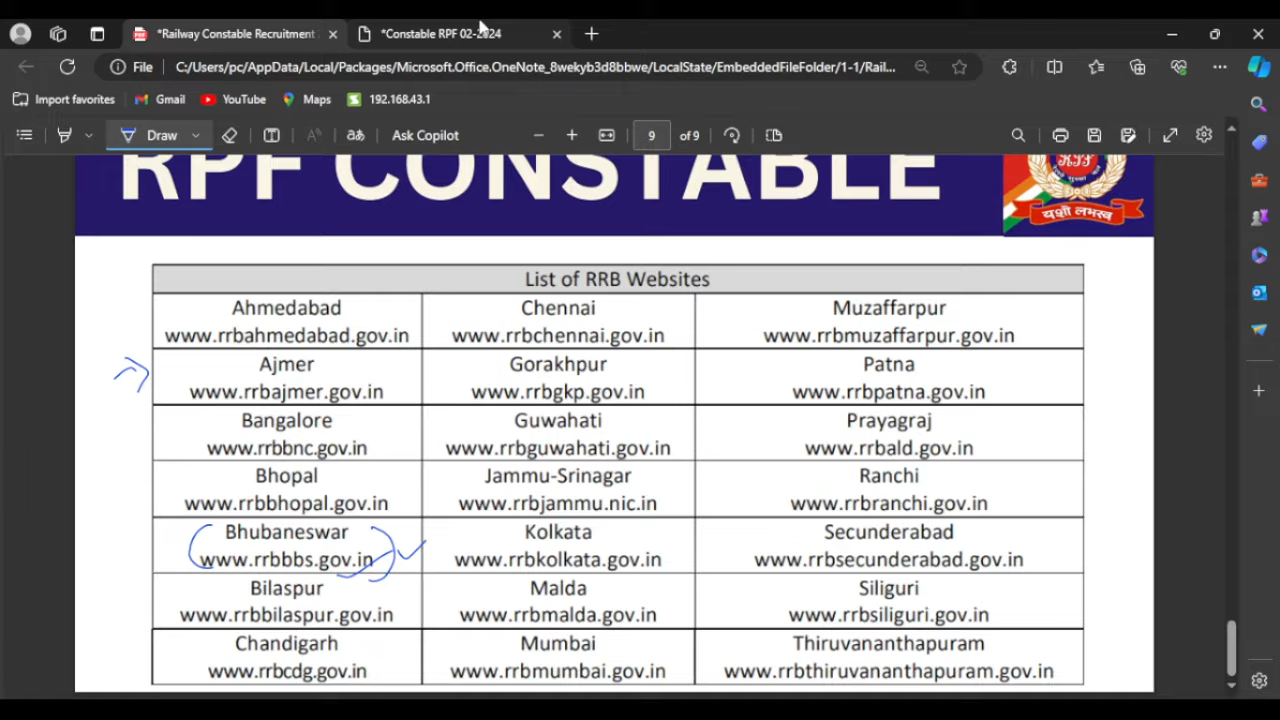 *Railway Constable Recruitment
*Constable RPF 02-2024
File
C:/Users/pc/AppData/Local/Packages/Microsoft.Office.OneNote_8wekyb3d8bbwe/LocalState/EmbeddedFileFolder/1-1/Rail...
Import favorites
Gmail
YouTube
Maps
192.168.43.1
Draw
Ask Copilot
9 of 9
RPF CONSTABLE
यशो लभस्व
List of RRB Websites
Ahmedabad
www.rrbahmedabad.gov.in
Chennai
www.rrbchennai.gov.in
Muzaffarpur
www.rrbmuzaffarpur.gov.in
Ajmer
www.rrbajmer.gov.in
Gorakhpur
www.rrbgkp.gov.in
Patna
www.rrbpatna.gov.in
Bangalore
www.rrbbnc.gov.in
Guwahati
www.rrbguwahati.gov.in
Prayagraj
www.rrbald.gov.in
Bhopal
www.rrbbhopal.gov.in
Jammu-Srinagar
www.rrbjammu.nic.in
Ranchi
www.rrbranchi.gov.in
Bhubaneswar
www.rrbbbs.gov.in
Kolkata
www.rrbkolkata.gov.in
Secunderabad
www.rrbsecunderabad.gov.in
Bilaspur
www.rrbbilaspur.gov.in
Malda
www.rrbmalda.gov.in
Siliguri
www.rrbsiliguri.gov.in
Chandigarh
www.rrbcdg.gov.in
Mumbai
www.rrbmumbai.gov.in
Thiruvananthapuram
www.rrbthiruvananthapuram.gov.in